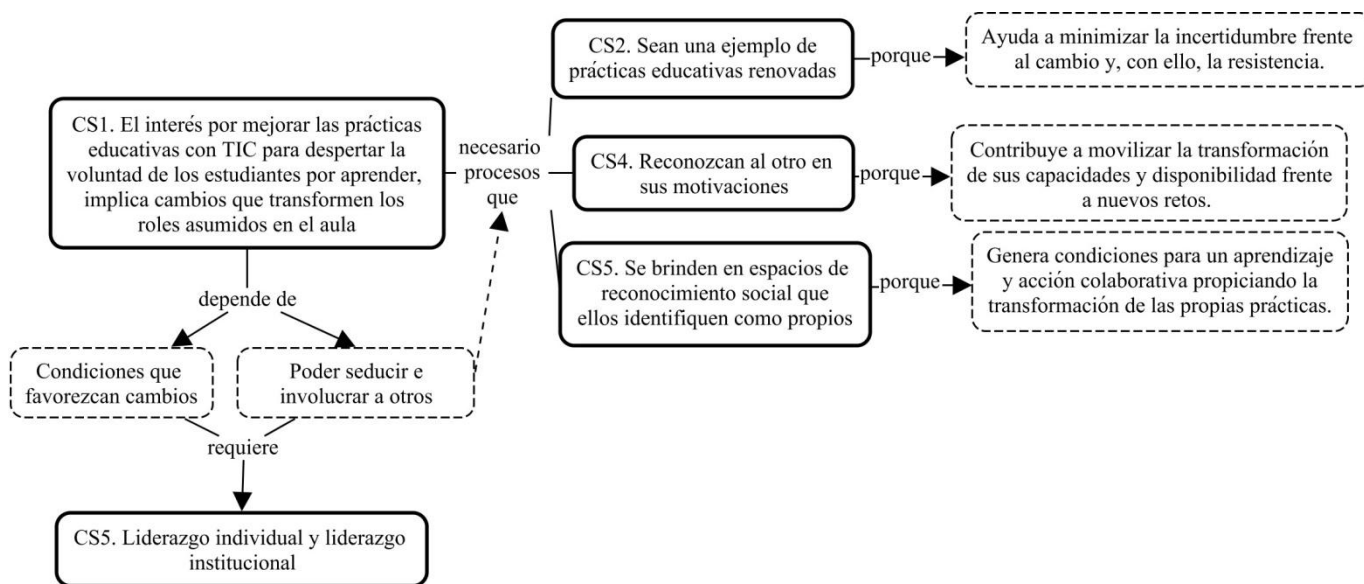 CS1. El interés por mejorar las prácticas
educativas con TIC para despertar la
voluntad de los estudiantes por aprender,
implica cambios que transformen los
roles asumidos en el aula
necesario
procesos
que
CS2. Sean una ejemplo de
prácticas educativas renovadas
porque
Ayuda a minimizar la incertidumbre frente
al cambio y, con ello, la resistencia.
CS4. Reconozcan al otro en
sus motivaciones
porque
Contribuye a movilizar la transformación
de sus capacidades y disponibilidad frente
a nuevos retos.
CS5. Se brinden en espacios de
reconocimiento social que
ellos identifiquen como propios
porque
Genera condiciones para un aprendizaje
y acción colaborativa propiciando la
transformación de las propias prácticas.
depende de
Condiciones que
favorezcan cambios
Poder seducir e
involucrar a otros
requiere
CS5. Liderazgo individual y liderazgo
institucional